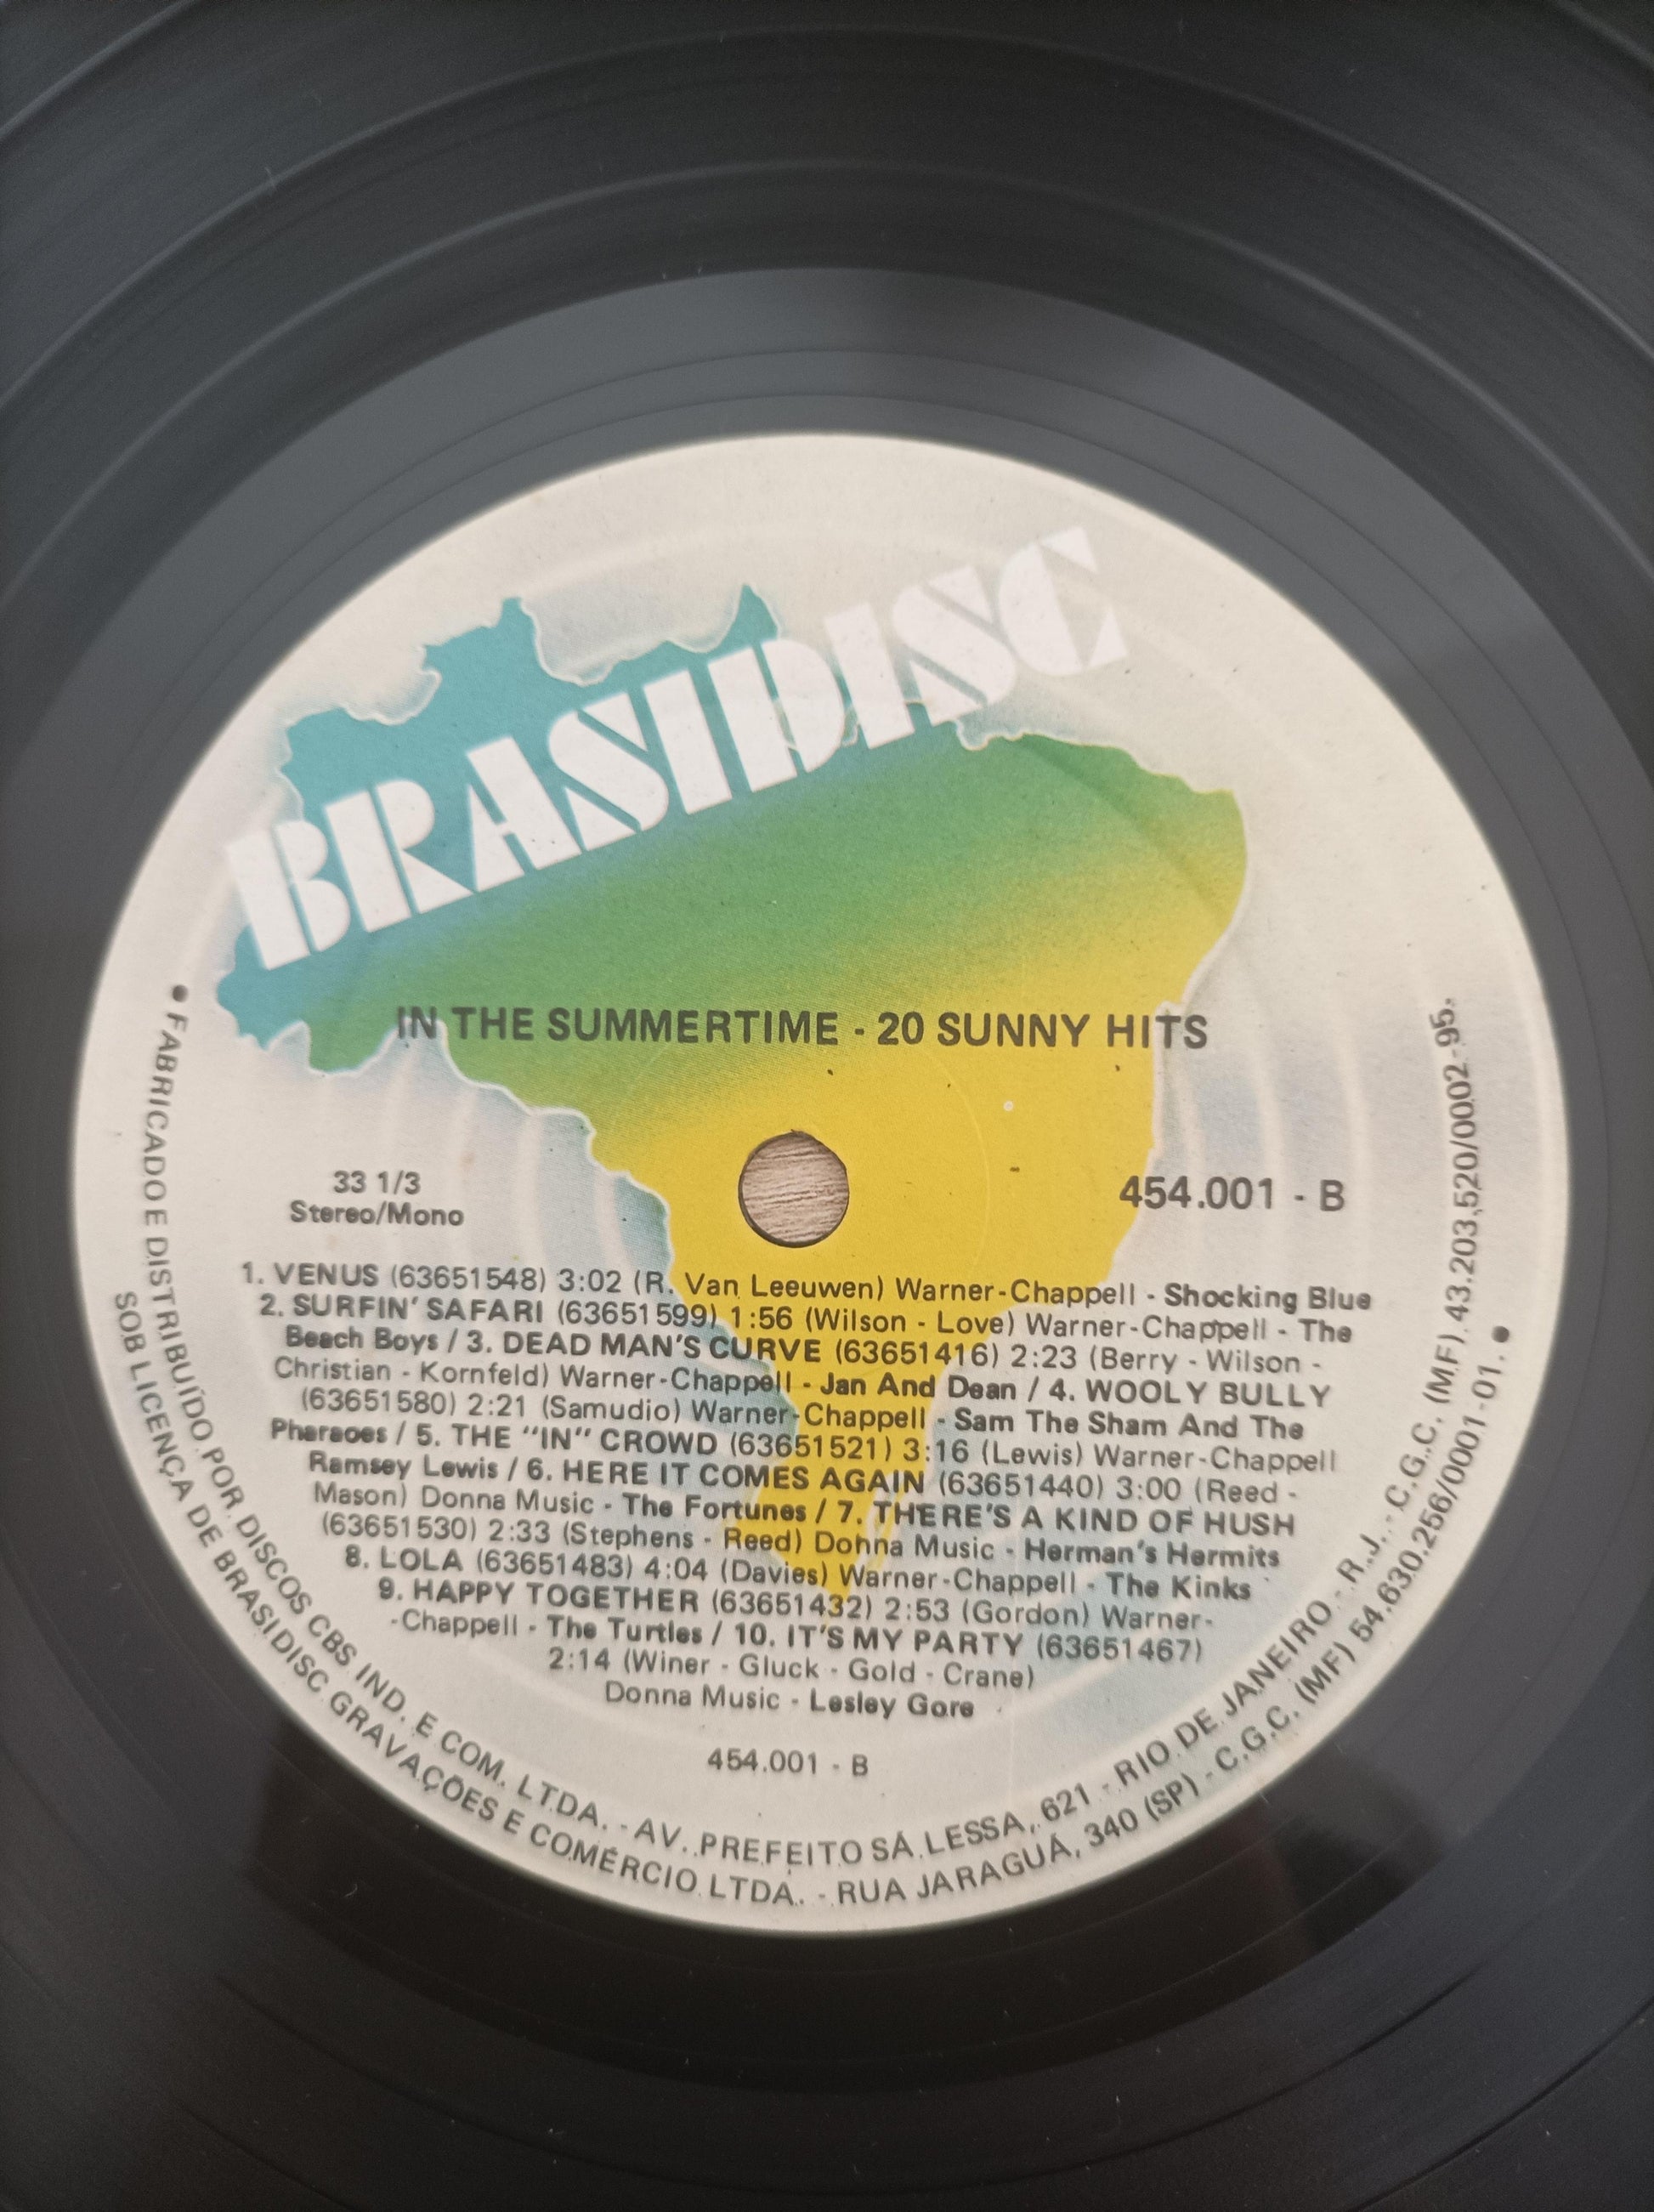 BRASIDISC
IN THE SUMMERTIME - 20 SUNNY HITS
33 1/3
Stereo/Mono
454.001 - B
1. VENUS (63651548) 3:02 (R. Van Leeuwen) Warner-Chappell - Shocking Blue
2. SURFIN' SAFARI (63651599) 1:56 (Wilson - Love) Warner-Chappell - The
Beach Boys / 3. DEAD MAN'S CURVE (63651416) 2:23 (Berry - Wilson -
Christian - Kornfeld) Warner-Chappell - Jan And Dean / 4. WOOLY BULLY
(63651580) 2:21 (Samudio) Warner-Chappell - Sam The Sham And The
Pharaoes / 5. THE "IN" CROWD (63651521) 3:16 (Lewis) Warner-Chappell
Ramsey Lewis / 6. HERE IT COMES AGAIN (63651440) 3:00 (Reed -
Mason) Donna Music - The Fortunes / 7. THERE'S A KIND OF HUSH
(63651530) 2:33 (Stephens - Reed) Donna Music - Herman's Hermits
8. LOLA (63651483) 4:04 (Davies) Warner-Chappell - The Kinks
9. HAPPY TOGETHER (63651432) 2:53 (Gordon) Warner-
-Chappell - The Turtles / 10. IT'S MY PARTY (63651467)
2:14 (Winer - Gluck - Gold - Crane)
Donna Music - Lesley Gore
454.001 - B
• FABRICADO E DISTRIBUÍDO POR DISCOS CBS IND. E COM. LTDA. - AV. PREFEITO SÁ LESSA, 621 - RIO DE JANEIRO - R.J. - C.G.C. (MF) 43.203.520/0002-95.
SOB LICENÇA DE BRASIDISC GRAVAÇÕES E COMÉRCIO LTDA. - RUA JARAGUÁ, 340 (SP) - C.G.C. (MF) 54.630.256/0001-01. •